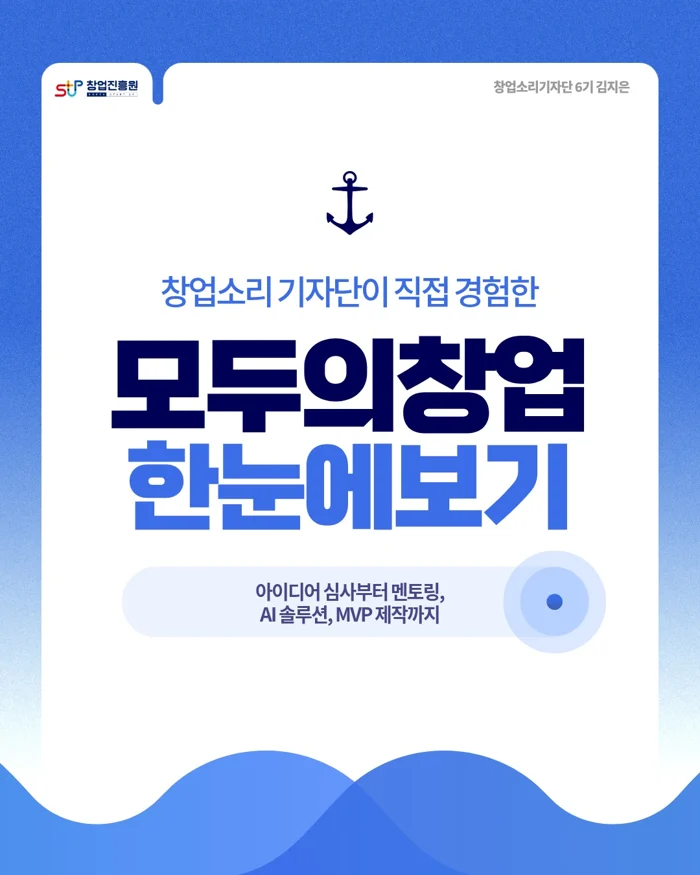 창업진흥원
창업소리기자단 6기 김지은
창업소리 기자단이 직접 경험한
모두의창업
한눈에보기
아이디어 심사부터 멘토링,
AI 솔루션, MVP 제작까지